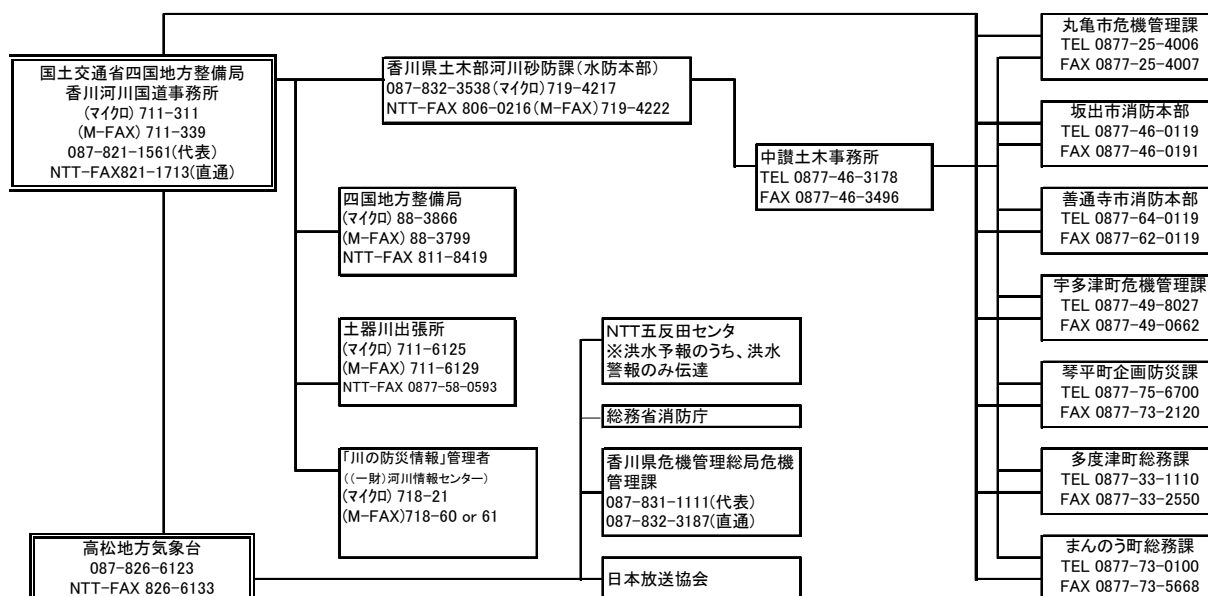 国土交通省四国地方整備局
香川河川国道事務所
(マイクロ) 711-311
(M-FAX) 711-339
087-821-1561(代表)
NTT-FAX821-1713(直通)
香川県土木部河川砂防課(水防本部)
087-832-3538(マイクロ)719-4217
NTT-FAX 806-0216(M-FAX)719-4222
中讃土木事務所
TEL 0877-46-3178
FAX 0877-46-3496
四国地方整備局
(マイクロ) 88-3866
(M-FAX) 88-3799
NTT-FAX 811-8419
土器川出張所
(マイクロ) 711-6125
(M-FAX) 711-6129
NTT-FAX 0877-58-0593
「川の防災情報」管理者
((一財)河川情報センター)
(マイクロ) 718-21
(M-FAX)718-60 or 61
高松地方気象台
087-826-6123
NTT-FAX 826-6133
NTT五反田センタ
※洪水予報のうち、洪水
警報のみ伝達
総務省消防庁
香川県危機管理総局危機
管理課
087-831-1111(代表)
087-832-3187(直通)
日本放送協会
丸亀市危機管理課
TEL 0877-25-4006
FAX 0877-25-4007
坂出市消防本部
TEL 0877-46-0119
FAX 0877-46-0191
善通寺市消防本部
TEL 0877-64-0119
FAX 0877-62-0119
宇多津町危機管理課
TEL 0877-49-8027
FAX 0877-49-0662
琴平町企画防災課
TEL 0877-75-6700
FAX 0877-73-2120
多度津町総務課
TEL 0877-33-1110
FAX 0877-33-2550
まんのう町総務課
TEL 0877-73-0100
FAX 0877-73-5668